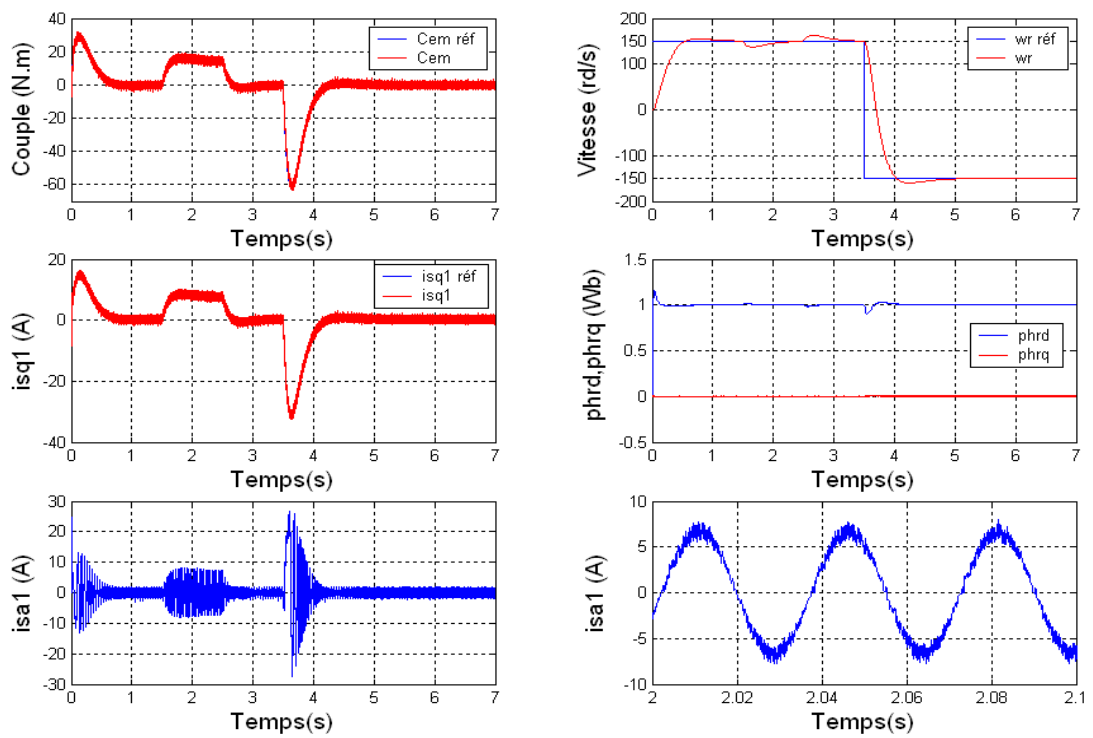 Couple (N.m)
40
20
0
-20
-40
-60
Cem réf
Cem
0 1 2 3 4 5 6 7
Temps(s)
Vitesse (rd/s)
200
150
100
0
-100
-150
-200
wr réf
wr
0 1 2 3 4 5 6 7
Temps(s)
isq1 (A)
20
0
-20
-40
isq1 réf
isq1
0 1 2 3 4 5 6 7
Temps(s)
phrd,phrq (Wb)
1.5
1
0.5
0
-0.5
phrd
phrq
0 1 2 3 4 5 6 7
Temps(s)
isa1 (A)
30
20
10
0
-10
-20
-30
0 1 2 3 4 5 6 7
Temps(s)
isa1 (A)
10
5
0
-5
-10
2 2.02 2.04 2.06 2.08 2.1
Temps(s)